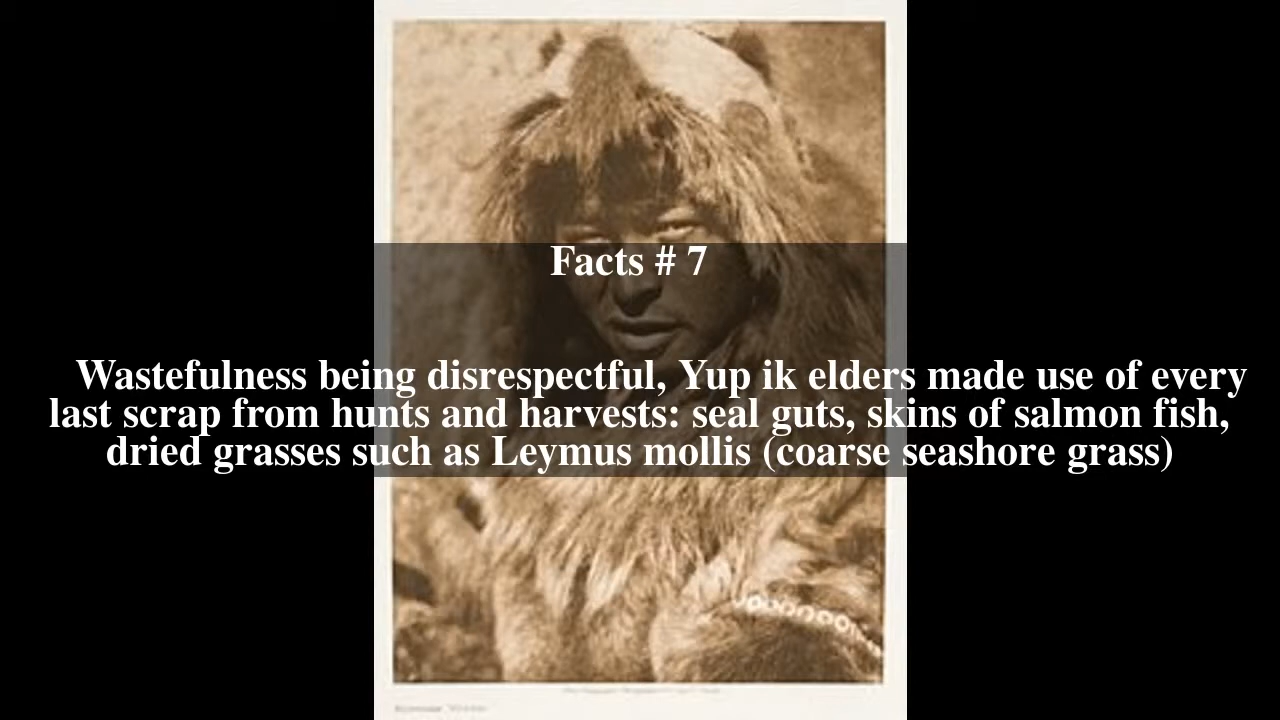 Facts # 7
Wastefulness being disrespectful, Yup ik elders made use of every
last scrap from hunts and harvests: seal guts, skins of salmon fish,
dried grasses such as Leymus mollis (coarse seashore grass)